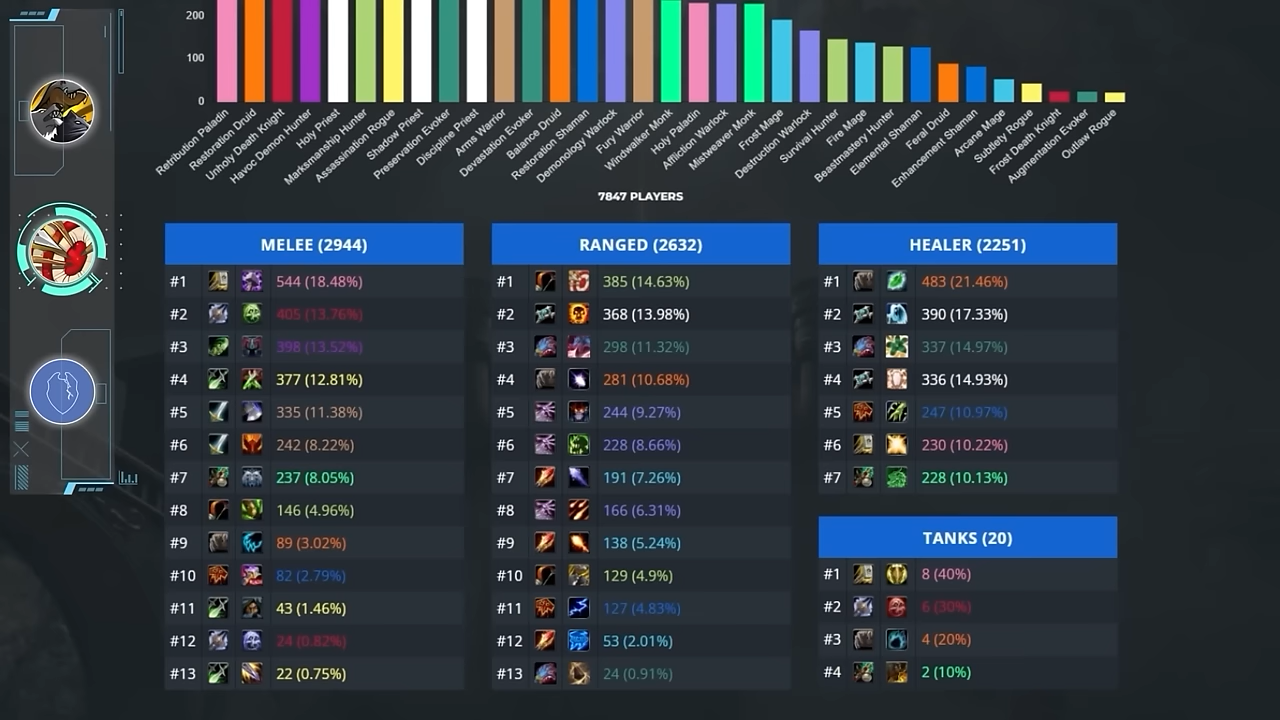 200
100
0
Retribution Paladin
Restoration Druid
Unholy Death Knight
Havoc Demon Hunter
Holy Priest
Marksmanship Hunter
Assassination Rogue
Shadow Priest
Preservation Evoker
Discipline Priest
Arms Warrior
Devastation Evoker
Balance Druid
Restoration Shaman
Demonology Warlock
Fury Warrior
Windwalker Monk
Holy Paladin
Affliction Warlock
Mistweaver Monk
Frost Mage
Destruction Warlock
Survival Hunter
Fire Mage
Beastmastery Hunter
Elemental Shaman
Feral Druid
Enhancement Shaman
Arcane Mage
Subtlety Rogue
Frost Death Knight
Augmentation Evoker
Outlaw Rogue
7847 PLAYERS
MELEE (2944)
#1 544 (18.48%)
#2 405 (13.76%)
#3 398 (13.52%)
#4 377 (12.81%)
#5 335 (11.38%)
#6 242 (8.22%)
#7 237 (8.05%)
#8 146 (4.96%)
#9 89 (3.02%)
#10 82 (2.79%)
#11 43 (1.46%)
#12 24 (0.82%)
#13 22 (0.75%)
RANGED (2632)
#1 385 (14.63%)
#2 368 (13.98%)
#3 298 (11.32%)
#4 281 (10.68%)
#5 244 (9.27%)
#6 228 (8.66%)
#7 191 (7.26%)
#8 166 (6.31%)
#9 138 (5.24%)
#10 129 (4.9%)
#11 127 (4.83%)
#12 53 (2.01%)
#13 24 (0.91%)
HEALER (2251)
#1 483 (21.46%)
#2 390 (17.33%)
#3 337 (14.97%)
#4 336 (14.93%)
#5 247 (10.97%)
#6 230 (10.22%)
#7 228 (10.13%)
TANKS (20)
#1 8 (40%)
#2 6 (30%)
#3 4 (20%)
#4 2 (10%)